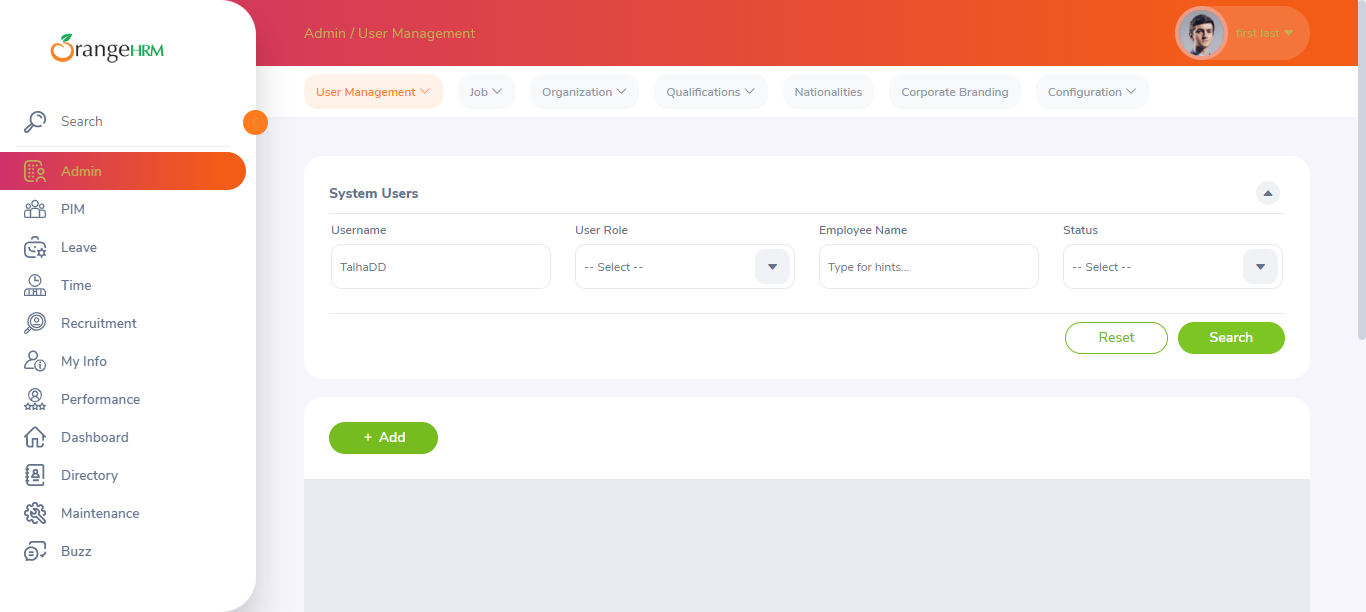 Admin / User Management
first last
OrangeHRM
User Management
Job
Organization
Qualifications
Nationalities
Corporate Branding
Configuration
Search
Admin
PIM
Leave
Time
Recruitment
My Info
Performance
Dashboard
Directory
Maintenance
Buzz
System Users
Username
User Role
Employee Name
Status
TalhaDD
-- Select --
Type for hints...
-- Select --
Reset
Search
+ Add